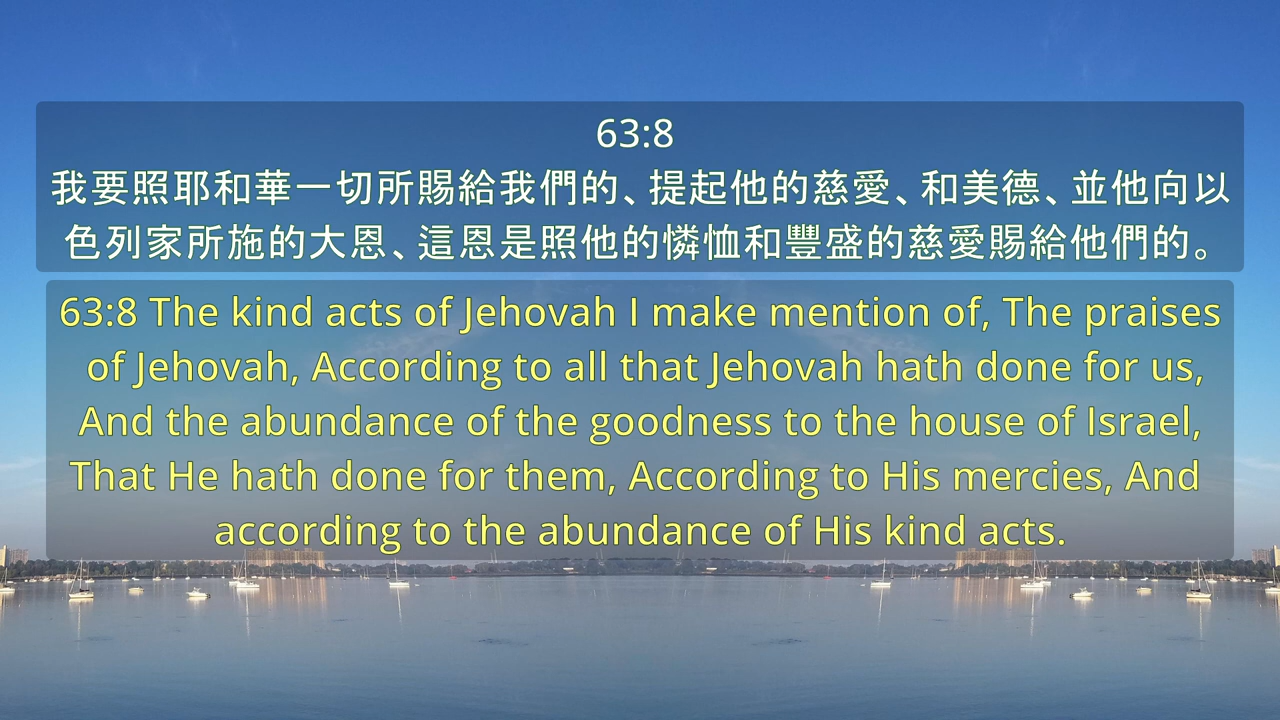 63:8
我要照耶和華一切所賜給我們的、提起他的慈愛、和美德、並他向以
色列家所施的大恩、這恩是照他的憐恤和豐盛的慈愛賜給他們的。
63:8 The kind acts of Jehovah I make mention of, The praises
of Jehovah, According to all that Jehovah hath done for us,
And the abundance of the goodness to the house of Israel,
That He hath done for them, According to His mercies, And
according to the abundance of His kind acts.